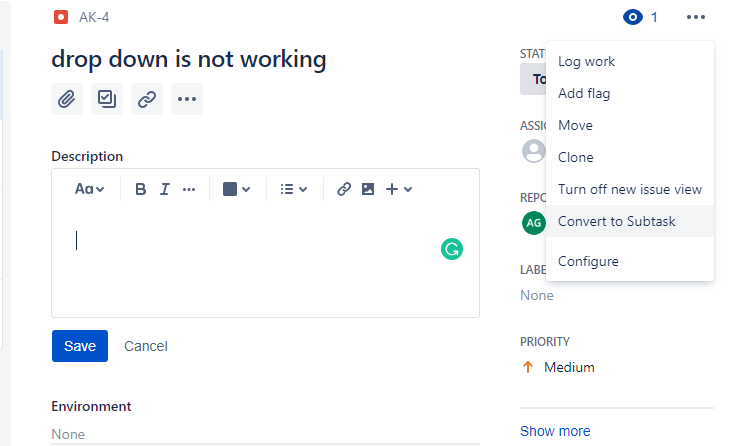 AK-4
1
drop down is not working
Description
Aa
B I
Save
Cancel
Environment
None
STAT
To
ASSIG
REPO
AG
LABE
None
PRIORITY
Medium
Show more
Log work
Add flag
Move
Clone
Turn off new issue view
Convert to Subtask
Configure